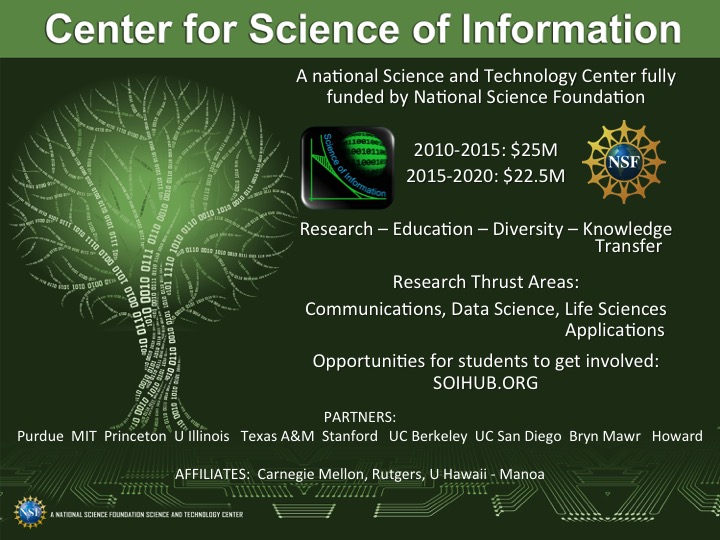 Center for Science of Information
A national Science and Technology Center fully
funded by National Science Foundation
Science of Information
2010-2015: $25M
2015-2020: $22.5M
NSF
Research – Education – Diversity – Knowledge
Transfer
Research Thrust Areas:
Communications, Data Science, Life Sciences
Applications
Opportunities for students to get involved:
SOIHUB.ORG
PARTNERS:
Purdue MIT Princeton U Illinois Texas A&M Stanford UC Berkeley UC San Diego Bryn Mawr Howard
AFFILIATES: Carnegie Mellon, Rutgers, U Hawaii - Manoa
NSF
A NATIONAL SCIENCE FOUNDATION SCIENCE AND TECHNOLOGY CENTER